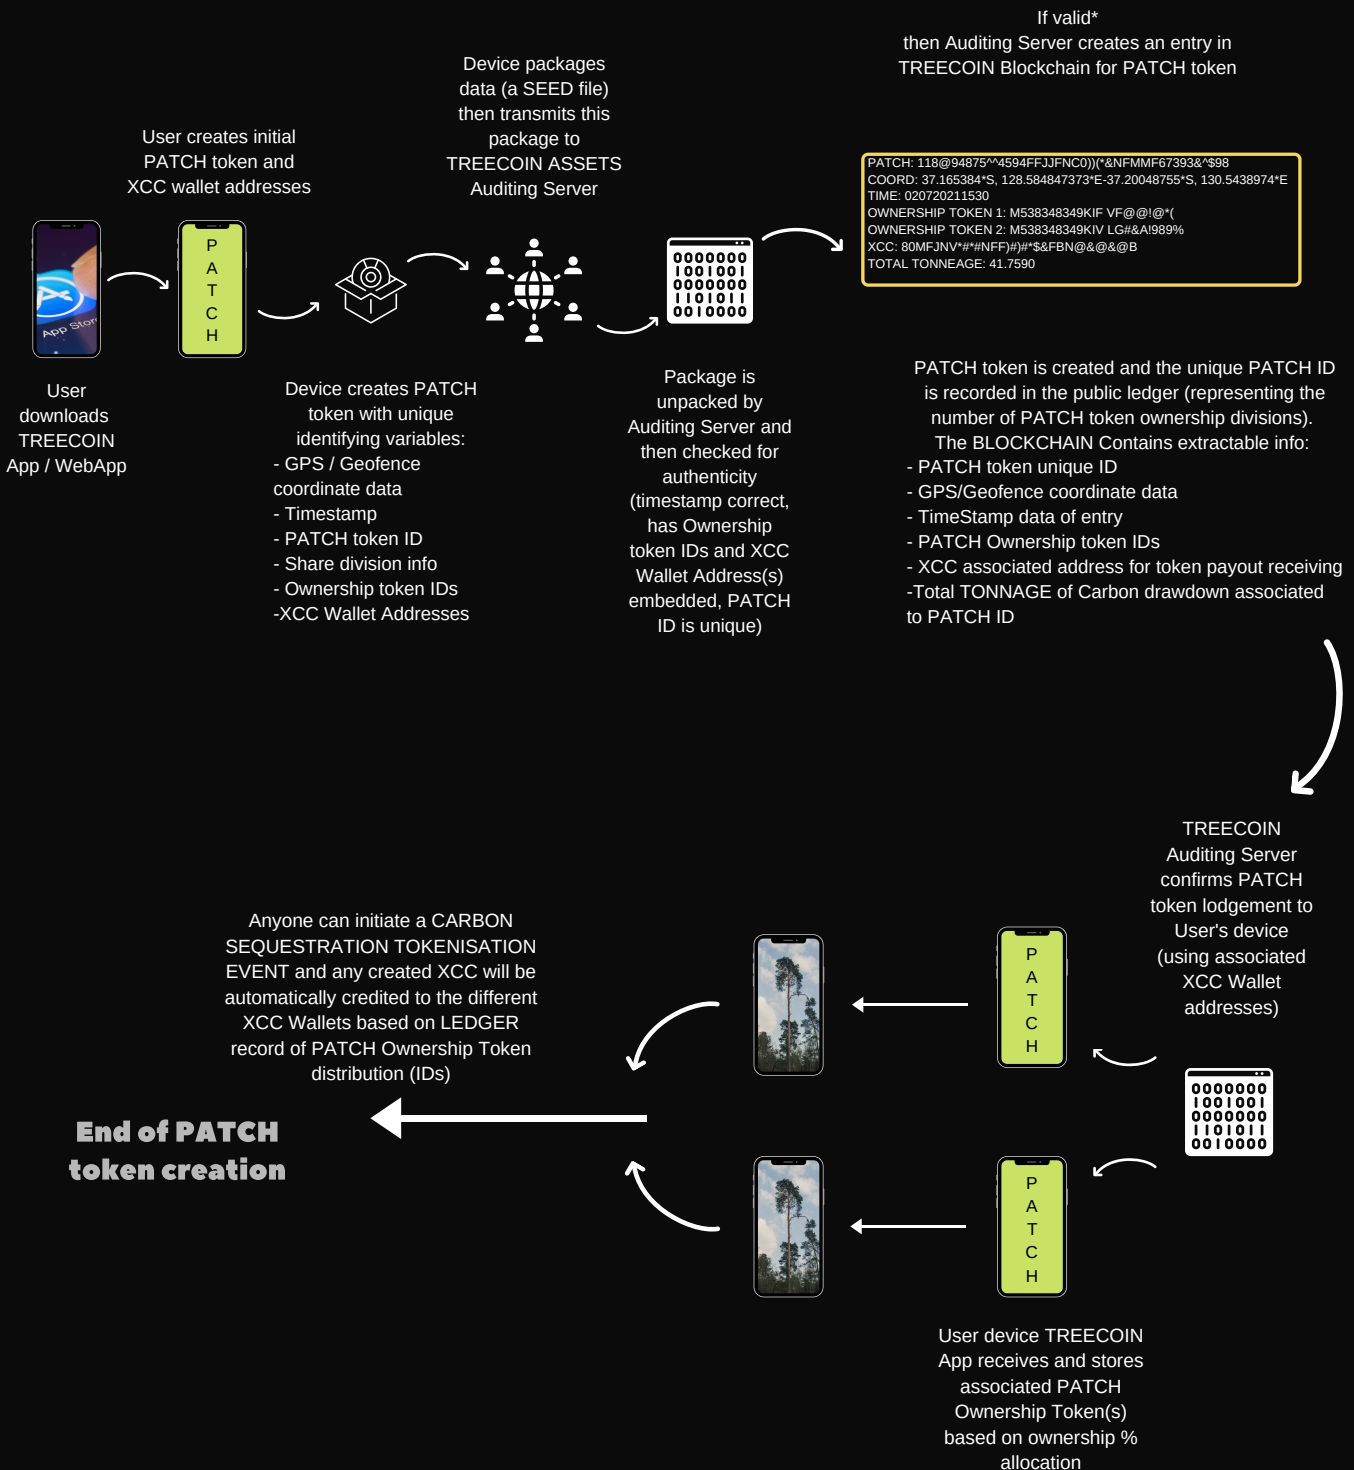 If valid*
then Auditing Server creates an entry in
TREECOIN Blockchain for PATCH token
Device packages
data (a SEED file)
then transmits this
package to
TREECOIN ASSETS
Auditing Server
User creates initial
PATCH token and
XCC wallet addresses
PATCH: 118@94875^^4594FFJJFNC0))(*&NFMMF67393&^$98
COORD: 37.165384*S, 128.584847373*E-37.20048755*S, 130.5438974*E
TIME: 020720211530
OWNERSHIP TOKEN 1: M538348349KIF VF@@!@*(
OWNERSHIP TOKEN 2: M538348349KIV LG#&A!989%
XCC: 80MFJNV*#*#NFF)#)#*$&FBN@&@&@B
TOTAL TONNEAGE: 41.7590
App Store
P
A
T
C
H
0000000
1001001
0000000
1101011
0010000
User
downloads
TREECOIN
App / WebApp
Device creates PATCH
token with unique
identifying variables:
- GPS / Geofence
coordinate data
- Timestamp
- PATCH token ID
- Share division info
- Ownership token IDs
-XCC Wallet Addresses
Package is
unpacked by
Auditing Server and
then checked for
authenticity
(timestamp correct,
has Ownership
token IDs and XCC
Wallet Address(s)
embedded, PATCH
ID is unique)
PATCH token is created and the unique PATCH ID
is recorded in the public ledger (representing the
number of PATCH token ownership divisions).
The BLOCKCHAIN Contains extractable info:
- PATCH token unique ID
- GPS/Geofence coordinate data
- TimeStamp data of entry
- PATCH Ownership token IDs
- XCC associated address for token payout receiving
-Total TONNAGE of Carbon drawdown associated
to PATCH ID
TREECOIN
Auditing Server
confirms PATCH
token lodgement to
User's device
(using associated
XCC Wallet
addresses)
Anyone can initiate a CARBON
SEQUESTRATION TOKENISATION
EVENT and any created XCC will be
automatically credited to the different
XCC Wallets based on LEDGER
record of PATCH Ownership Token
distribution (IDs)
P
A
T
C
H
0000000
1001011
0000000
1101011
0010000
End of PATCH
token creation
P
A
T
C
H
User device TREECOIN
App receives and stores
associated PATCH
Ownership Token(s)
based on ownership %
allocation